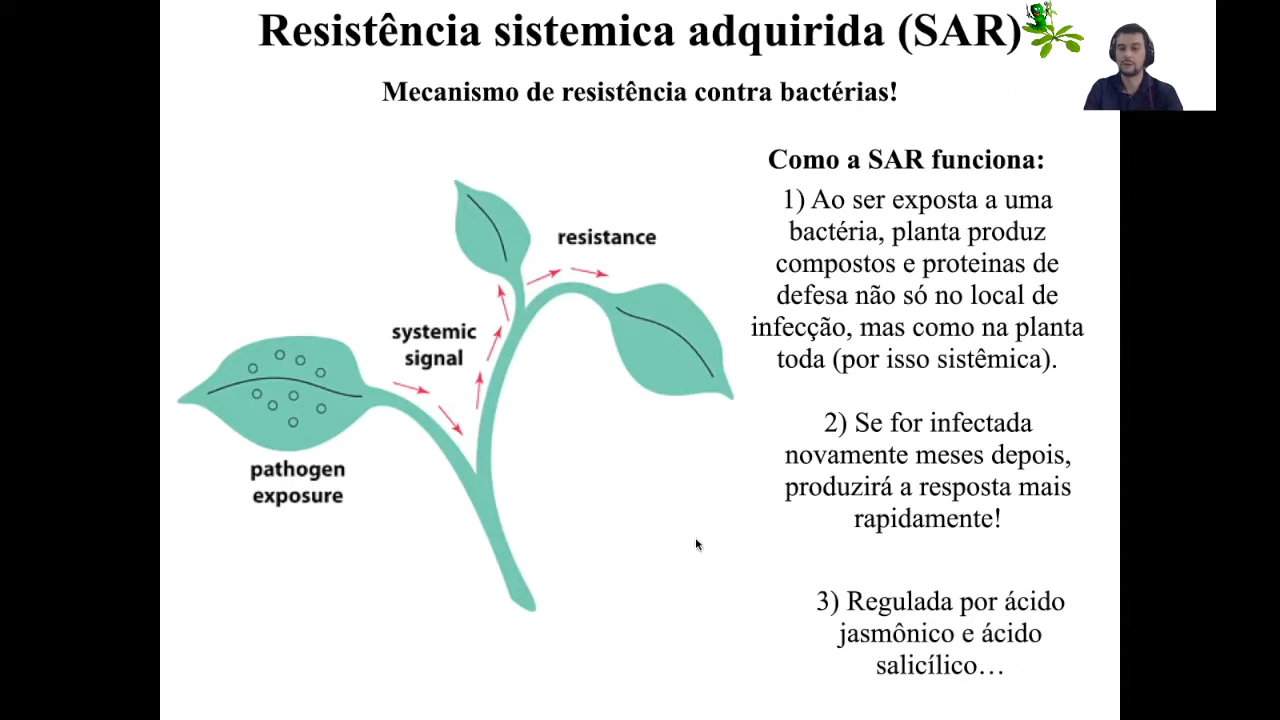 Resistência sistemica adquirida (SAR)
Mecanismo de resistência contra bactérias!
resistance
systemic
signal
pathogen
exposure
Como a SAR funciona:
1) Ao ser exposta a uma
bactéria, planta produz
compostos e proteinas de
defesa não só no local de
infecção, mas como na planta
toda (por isso sistêmica).
2) Se for infectada
novamente meses depois,
produzirá a resposta mais
rapidamente!
3) Regulada por ácido
jasmônico e ácido
salicílico…